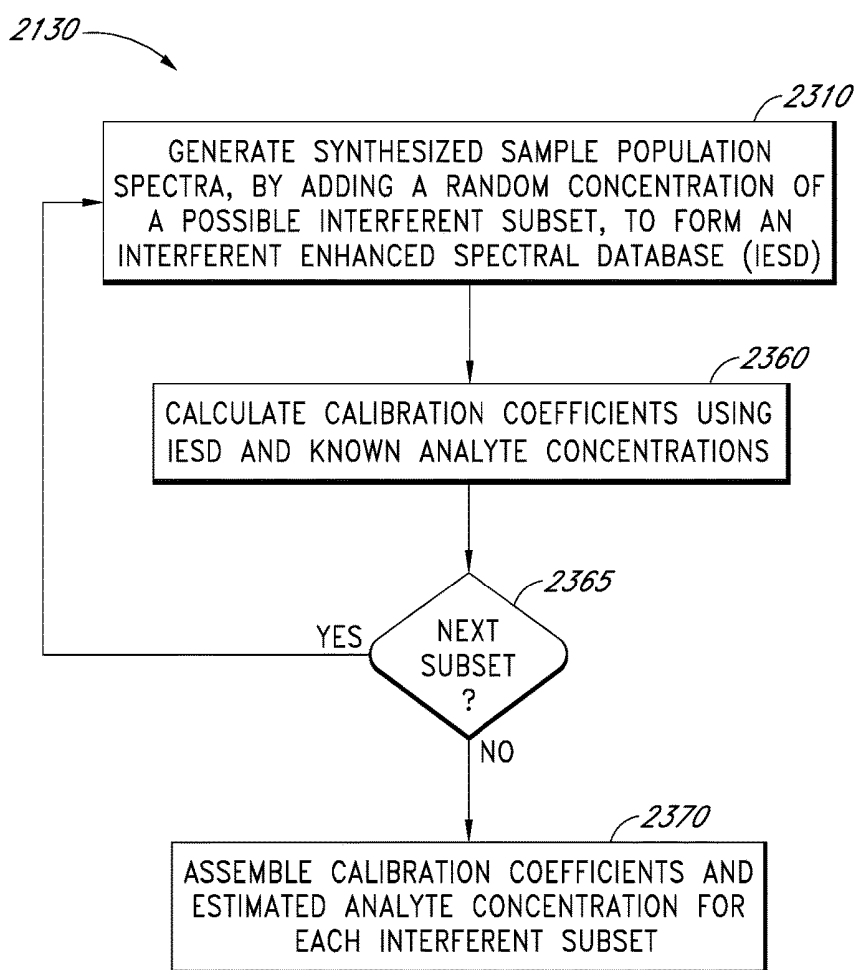 2130
2310
GENERATE SYNTHESIZED SAMPLE POPULATION
SPECTRA, BY ADDING A RANDOM CONCENTRATION OF
A POSSIBLE INTERFERENT SUBSET, TO FORM AN
INTERFERENT ENHANCED SPECTRAL DATABASE (IESD)
2360
CALCULATE CALIBRATION COEFFICIENTS USING
IESD AND KNOWN ANALYTE CONCENTRATIONS
2365
YES
NEXT
SUBSET
?
NO
2370
ASSEMBLE CALIBRATION COEFFICIENTS AND
ESTIMATED ANALYTE CONCENTRATION FOR
EACH INTERFERENT SUBSET